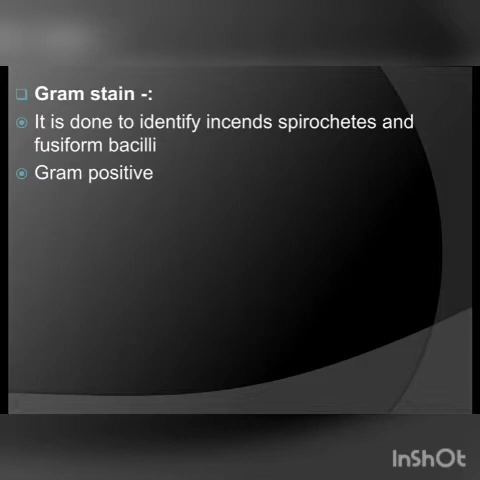 Gram stain -:
It is done to identify incends spirochetes and
fusiform bacilli
Gram positive
InShOt